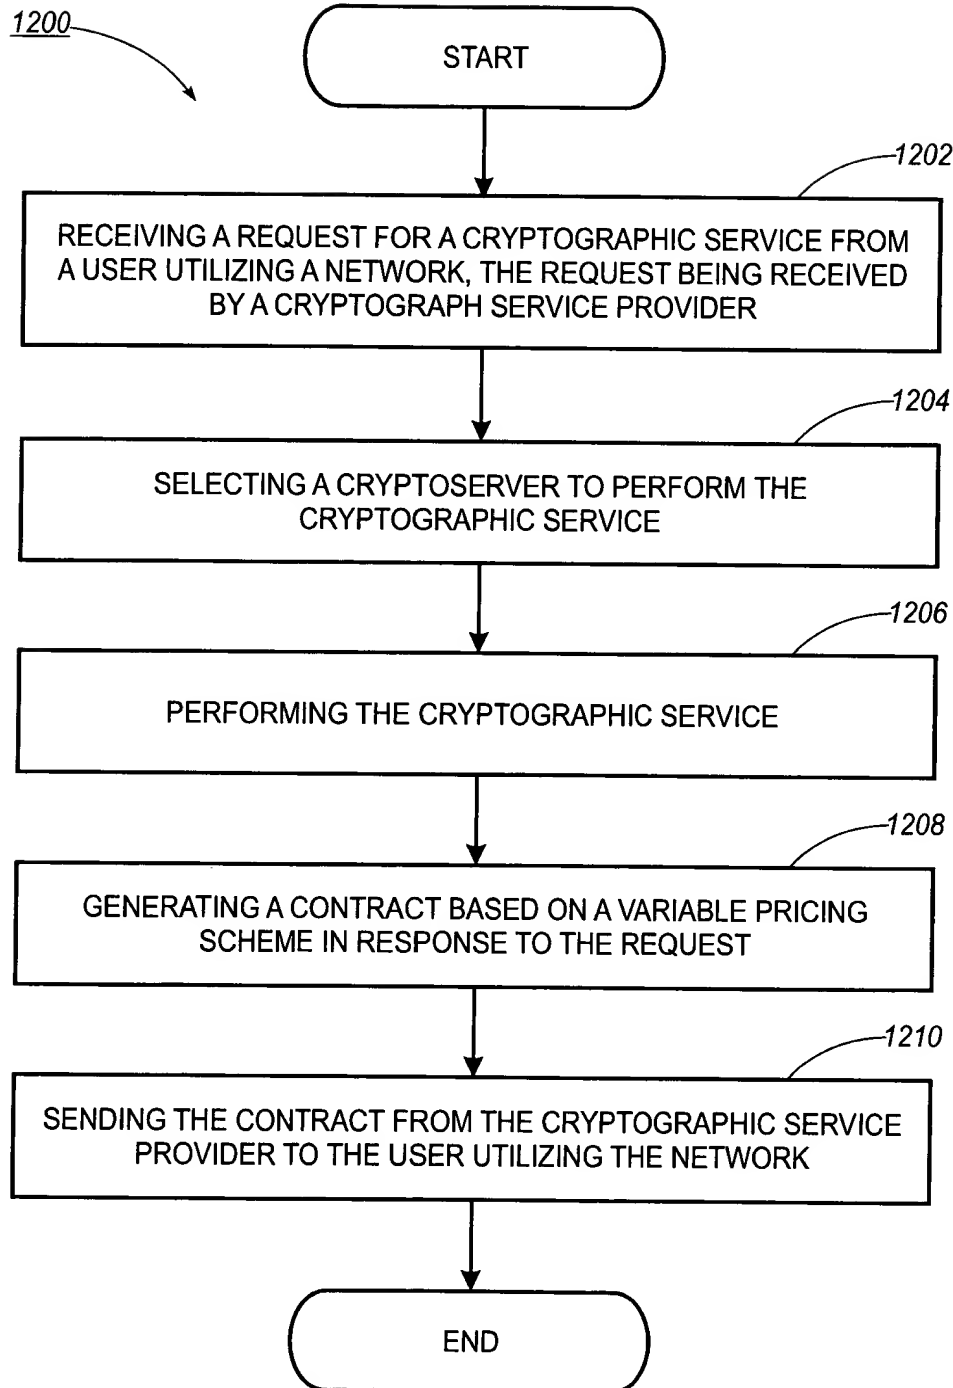 1200
START
1202
RECEIVING A REQUEST FOR A CRYPTOGRAPHIC SERVICE FROM
A USER UTILIZING A NETWORK, THE REQUEST BEING RECEIVED
BY A CRYPTOGRAPH SERVICE PROVIDER
1204
SELECTING A CRYPTOSERVER TO PERFORM THE
CRYPTOGRAPHIC SERVICE
1206
PERFORMING THE CRYPTOGRAPHIC SERVICE
1208
GENERATING A CONTRACT BASED ON A VARIABLE PRICING
SCHEME IN RESPONSE TO THE REQUEST
1210
SENDING THE CONTRACT FROM THE CRYPTOGRAPHIC SERVICE
PROVIDER TO THE USER UTILIZING THE NETWORK
END